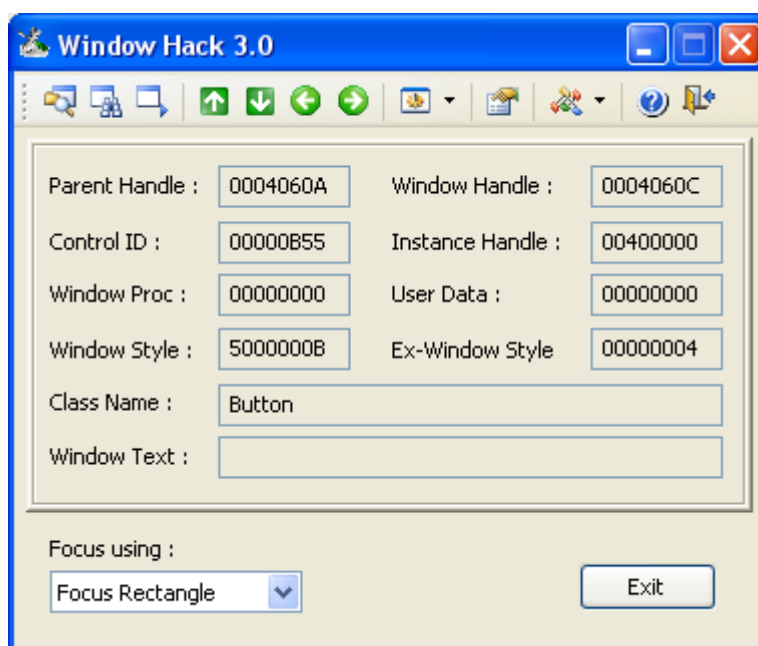 Window Hack 3.0
Parent Handle : 0004060A Window Handle : 0004060C
Control ID : 00000B55 Instance Handle : 00400000
Window Proc : 00000000 User Data : 00000000
Window Style : 5000000B Ex-Window Style 00000004
Class Name : Button
Window Text :
Focus using :
Focus Rectangle Exit